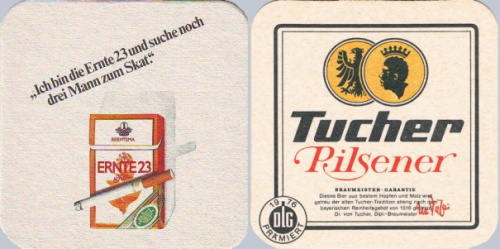 „Ich bin die Ernte 23 und suche noch
drei Mann zum Skat."
REEMTSMA
ERNTE 23
Tucher
Pilsener
BRAUMEISTER-GARANTIE
Dieses Bier aus bestem Hopfen und Malz wird
getreu der alten Tucher-Tradition streng nach dem
bayerischen Reinheitsgebot von 1516 gebraut.
Dr. von Tucher, Dipl.-Braumeister
1976
DLG
PRÄMIERT